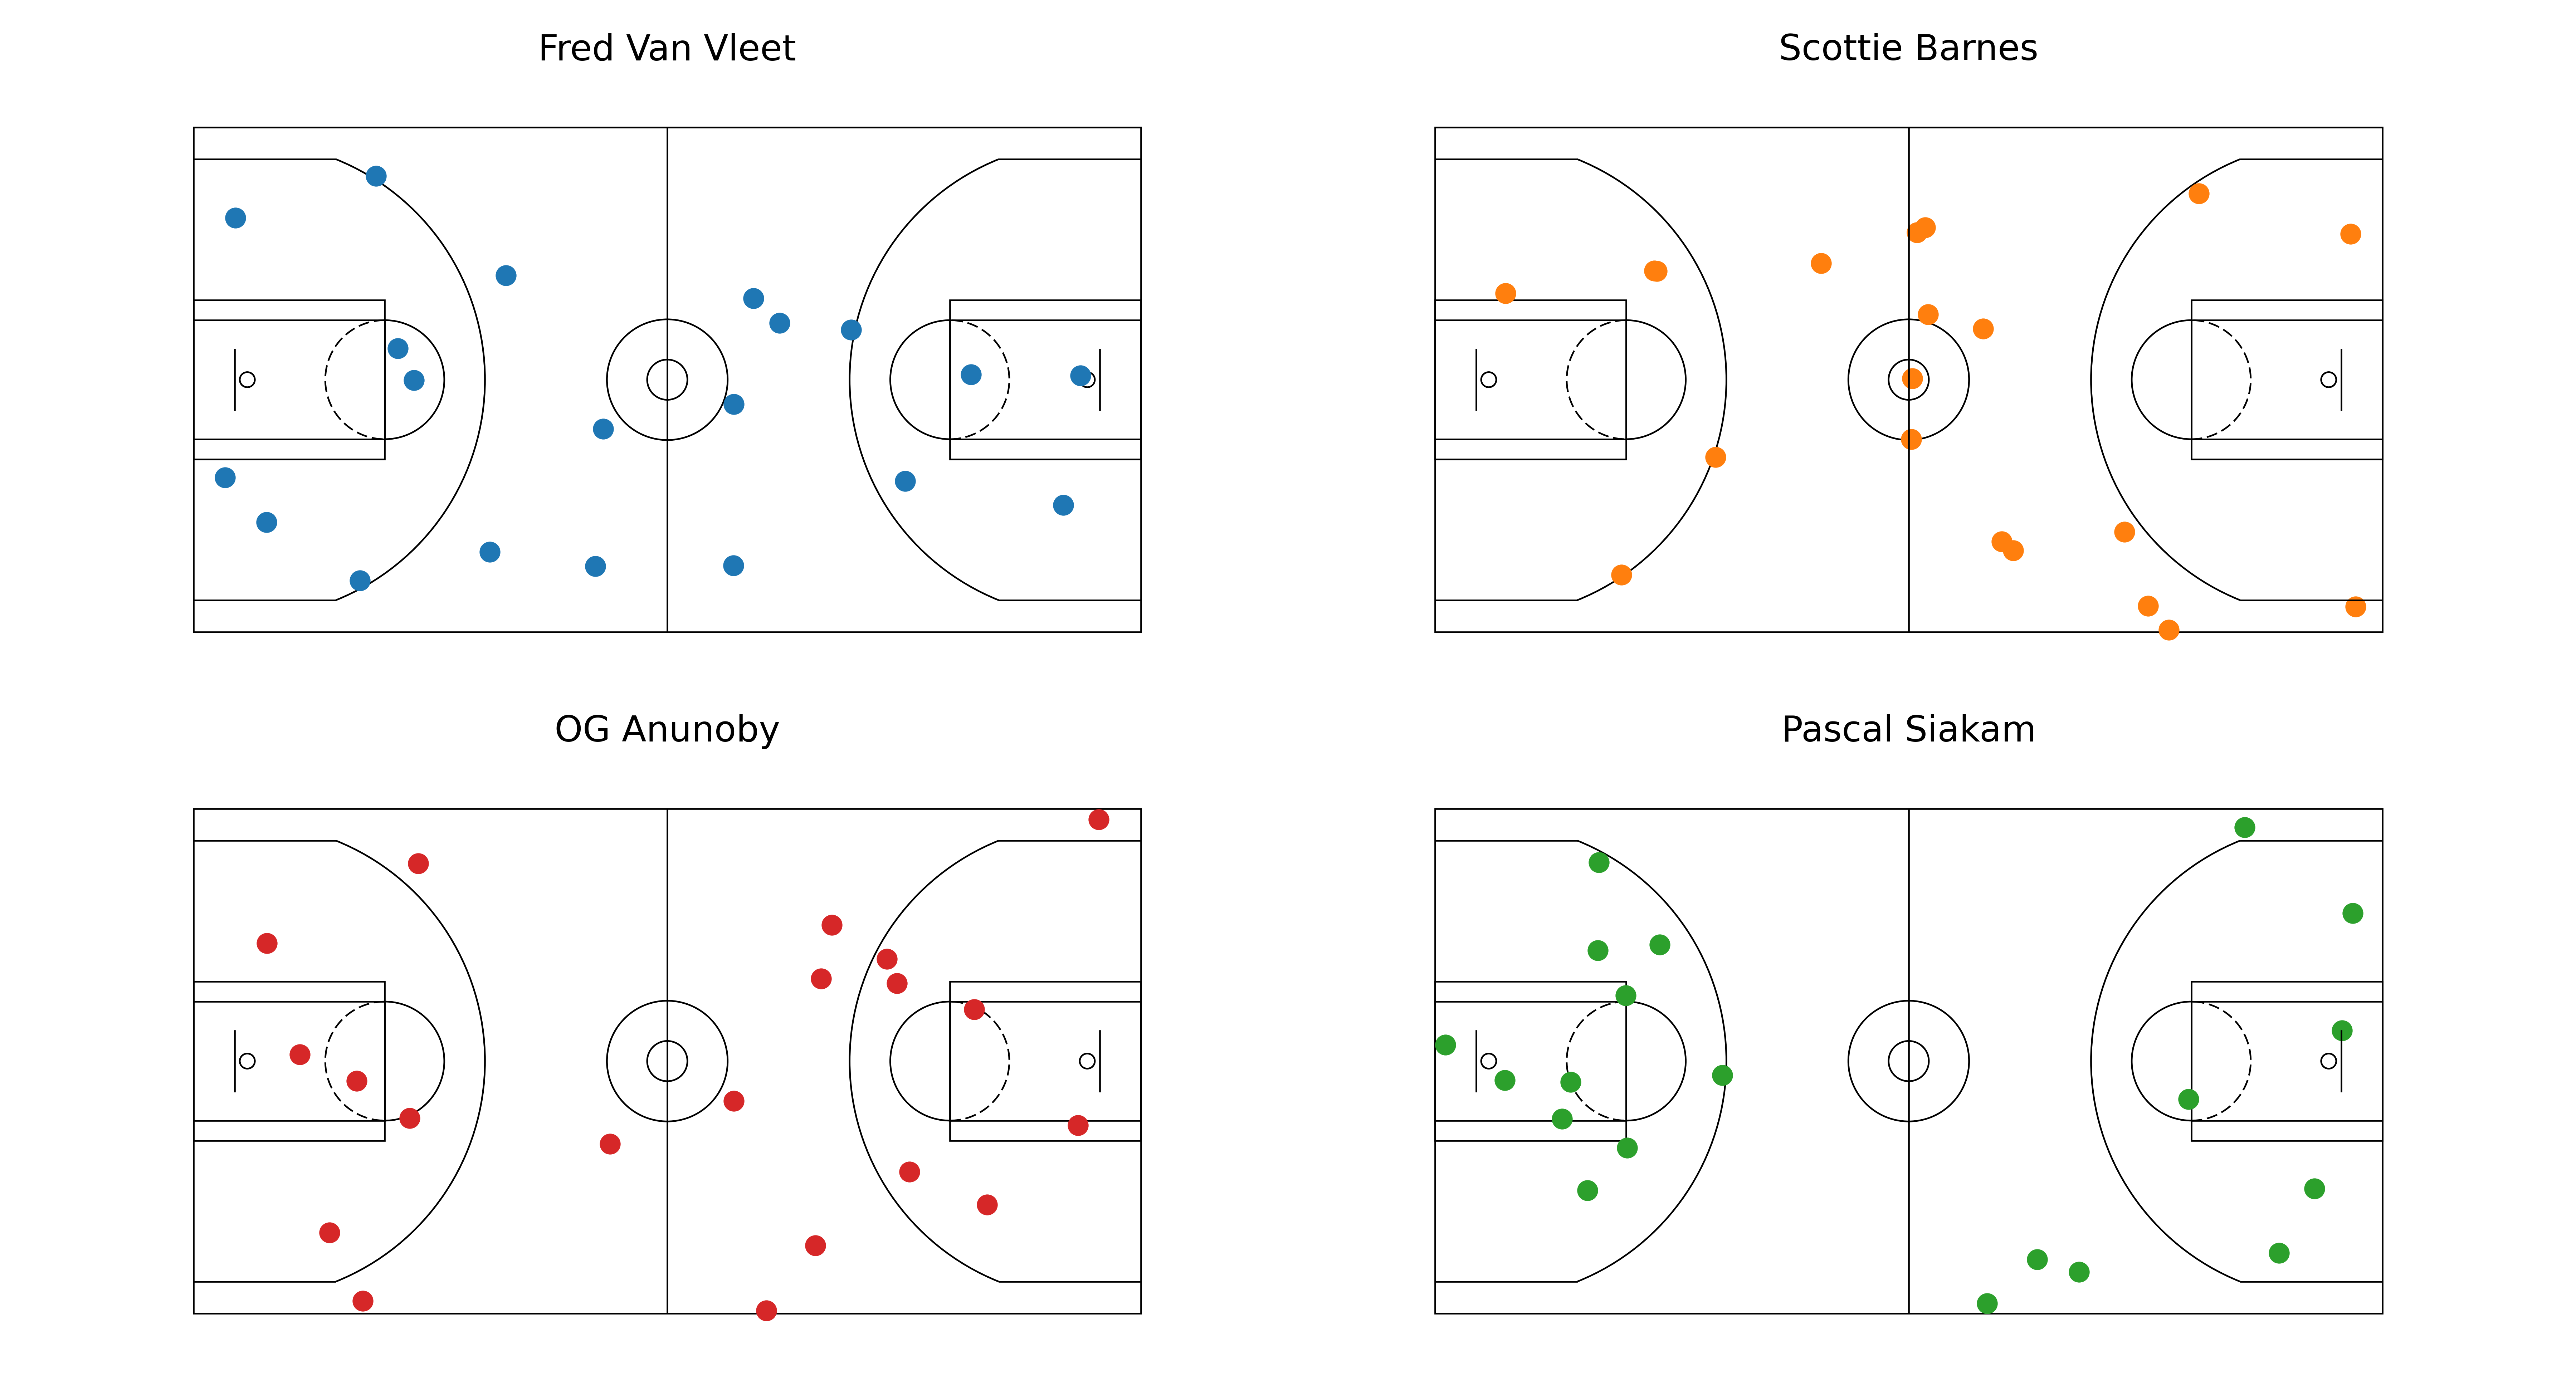 Fred Van Vleet
Scottie Barnes
OG Anunoby
Pascal Siakam